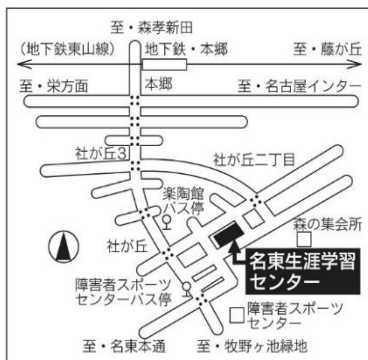 至・森孝新田
(地下鉄東山線)
地下鉄・本郷
至・藤が丘
至・栄方面
本郷
至・名古屋インター
社が丘3
社が丘二丁目
楽陶館
バス停
森の集会所
社が丘
名東生涯学習
センター
障害者スポーツ
センターバス停
障害者スポーツ
センター
至・名東本通
至・牧野ヶ池緑地